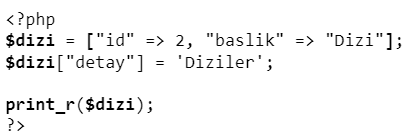 <?php
$dizi = ["id" => 2, "baslik" => "Dizi"];
$dizi["detay"] = 'Diziler';

print_r($dizi);
?>